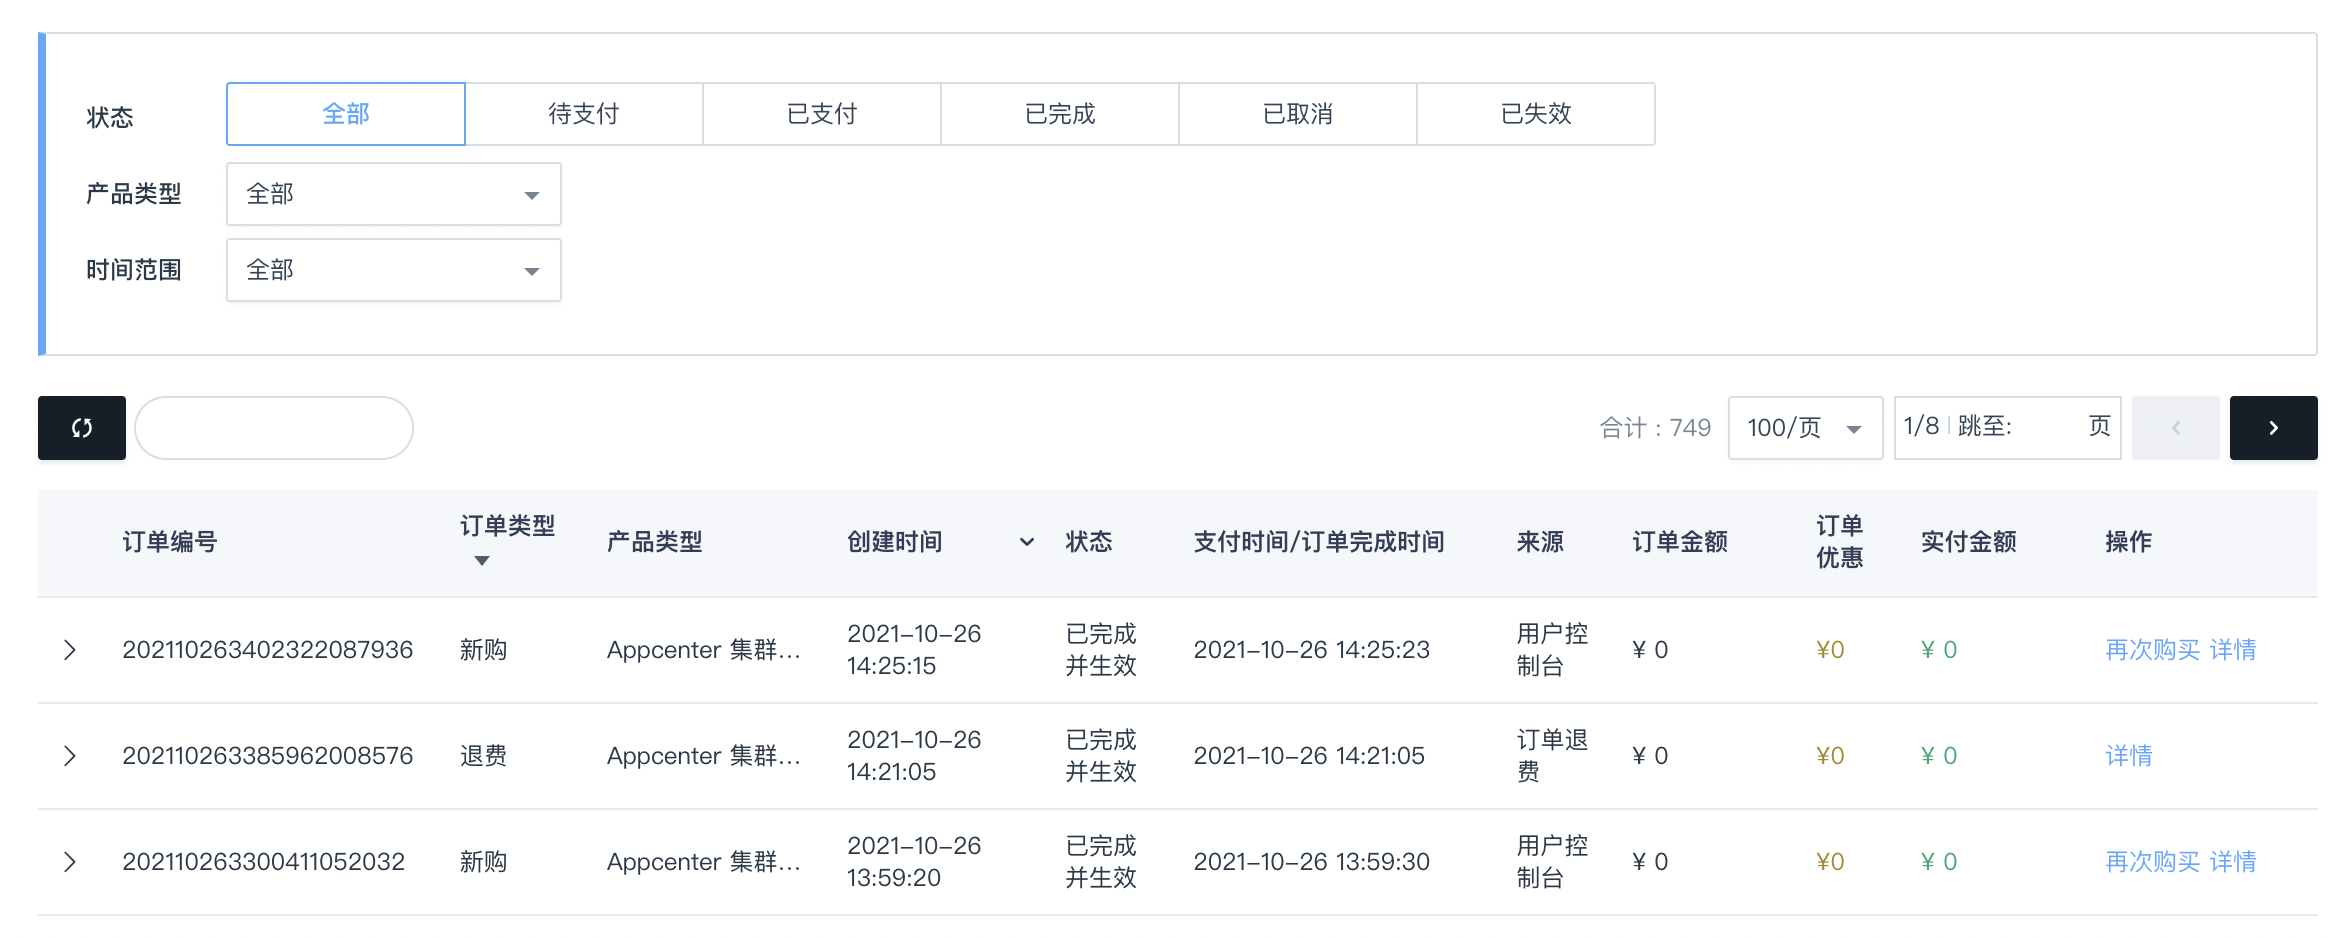 状态 全部 待支付 已支付 已完成 已取消 已失效
产品类型 全部
时间范围 全部
合计：749 100/页 1/8 跳至: 页
订单编号 订单类型 产品类型 创建时间 状态 支付时间/订单完成时间 来源 订单金额 订单 实付金额 操作
优惠
202110263402322087936 新购 Appcenter 集群... 2021-10-26 已完成 2021-10-26 14:25:23 用户控 ¥ 0 ¥0 ¥ 0 再次购买 详情
14:25:15 并生效 制台
202110263385962008576 退费 Appcenter 集群... 2021-10-26 已完成 2021-10-26 14:21:05 订单退 ¥ 0 ¥0 ¥ 0 详情
14:21:05 并生效 费
202110263300411052032 新购 Appcenter 集群... 2021-10-26 已完成 2021-10-26 13:59:30 用户控 ¥ 0 ¥0 ¥ 0 再次购买 详情
13:59:20 并生效 制台